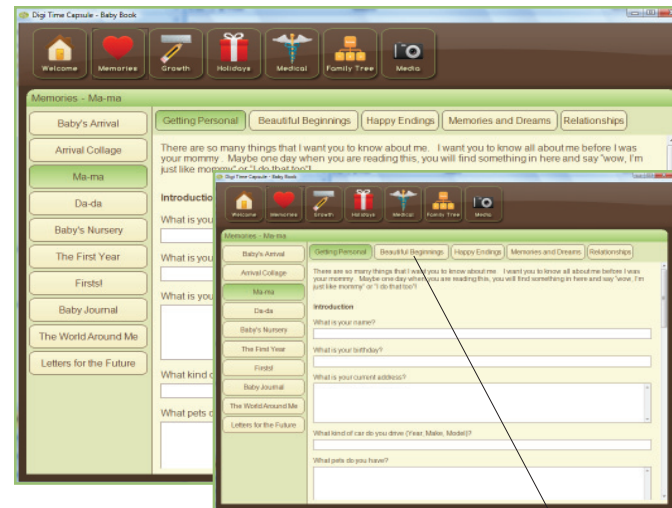 Digi Time Capsule - Baby Book
Welcome
Memories
Growth
Holidays
Medical
Family Tree
Media
Memories - Ma-ma
Baby's Arrival
Arrival Collage
Ma-ma
Da-da
Baby's Nursery
The First Year
Firsts!
Baby Journal
The World Around Me
Letters for the Future
Getting Personal
Beautiful Beginnings
Happy Endings
Memories and Dreams
Relationships
There are so many things that I want you to know about me. I want you to know all about me before I was
your mommy. Maybe one day when you are reading this, you will find something in here and say "wow, I'm
just like mommy" or "I do that too"!
Introductio
What is you
What is you
What is you
What kind o
What pets d
Digi Time Capsule - Baby Book
Welcome
Memories
Growth
Holidays
Medical
Family Tree
Media
Memories - Ma-ma
Baby's Arrival
Arrival Collage
Ma-ma
Da-da
Baby's Nursery
The First Year
Firsts!
Baby Journal
The World Around Me
Letters for the Future
Getting Personal
Beautiful Beginnings
Happy Endings
Memories and Dreams
Relationships
There are so many things that I want you to know about me. I want you to know all about me before I was
your mommy. Maybe one day when you are reading this, you will find something in here and say "wow, I'm
just like mommy" or "I do that too"!
Introduction
What is your name?
What is your birthday?
What is your current address?
What kind of car do you drive (Year, Make, Model)?
What pets do you have?